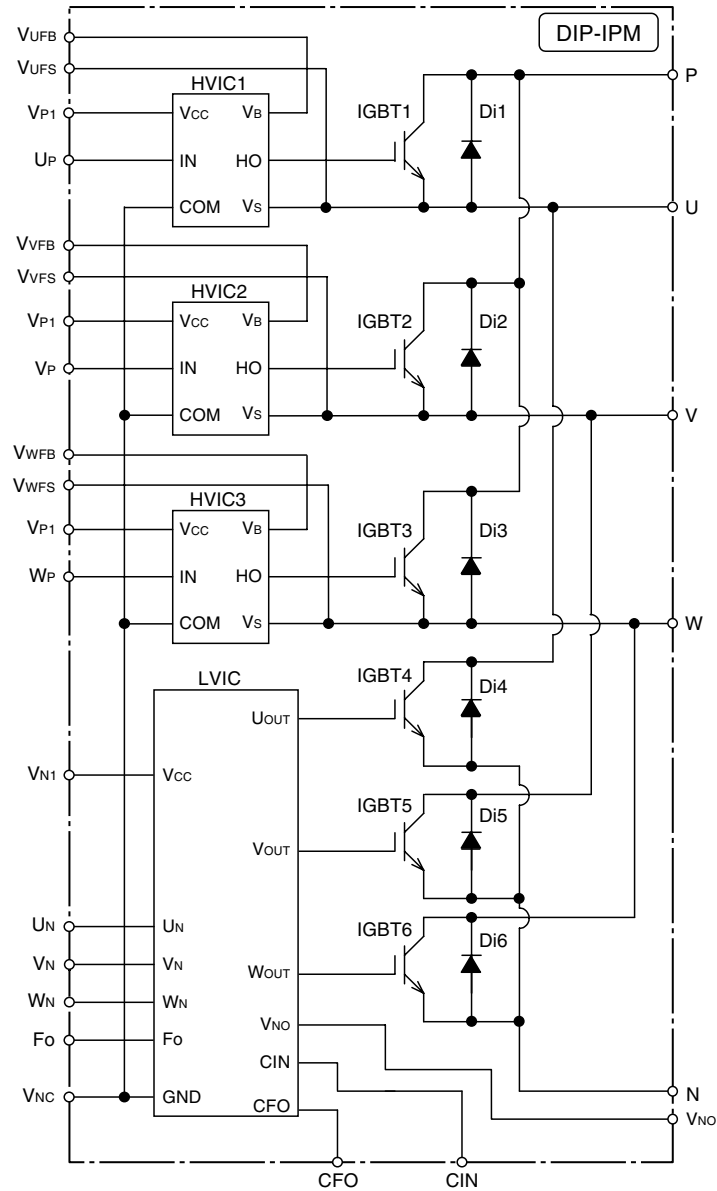 DIP-IPM
VUFB
VUFS
HVIC1
P
VP1
VCC
VB
IGBT1
Di1
UP
IN
HO
COM
VS
U
VVFB
VVFS
HVIC2
VP1
VCC
VB
IGBT2
Di2
VP
IN
HO
COM
VS
V
VWFB
VWFS
HVIC3
VP1
VCC
VB
IGBT3
Di3
WP
IN
HO
COM
VS
W
LVIC
IGBT4
Di4
UOUT
VN1
VCC
IGBT5
Di5
VOUT
UN
UN
IGBT6
Di6
VN
VN
WOUT
WN
WN
VNO
Fo
Fo
CIN
VNC
GND
CFO
N
VNO
CFO
CIN